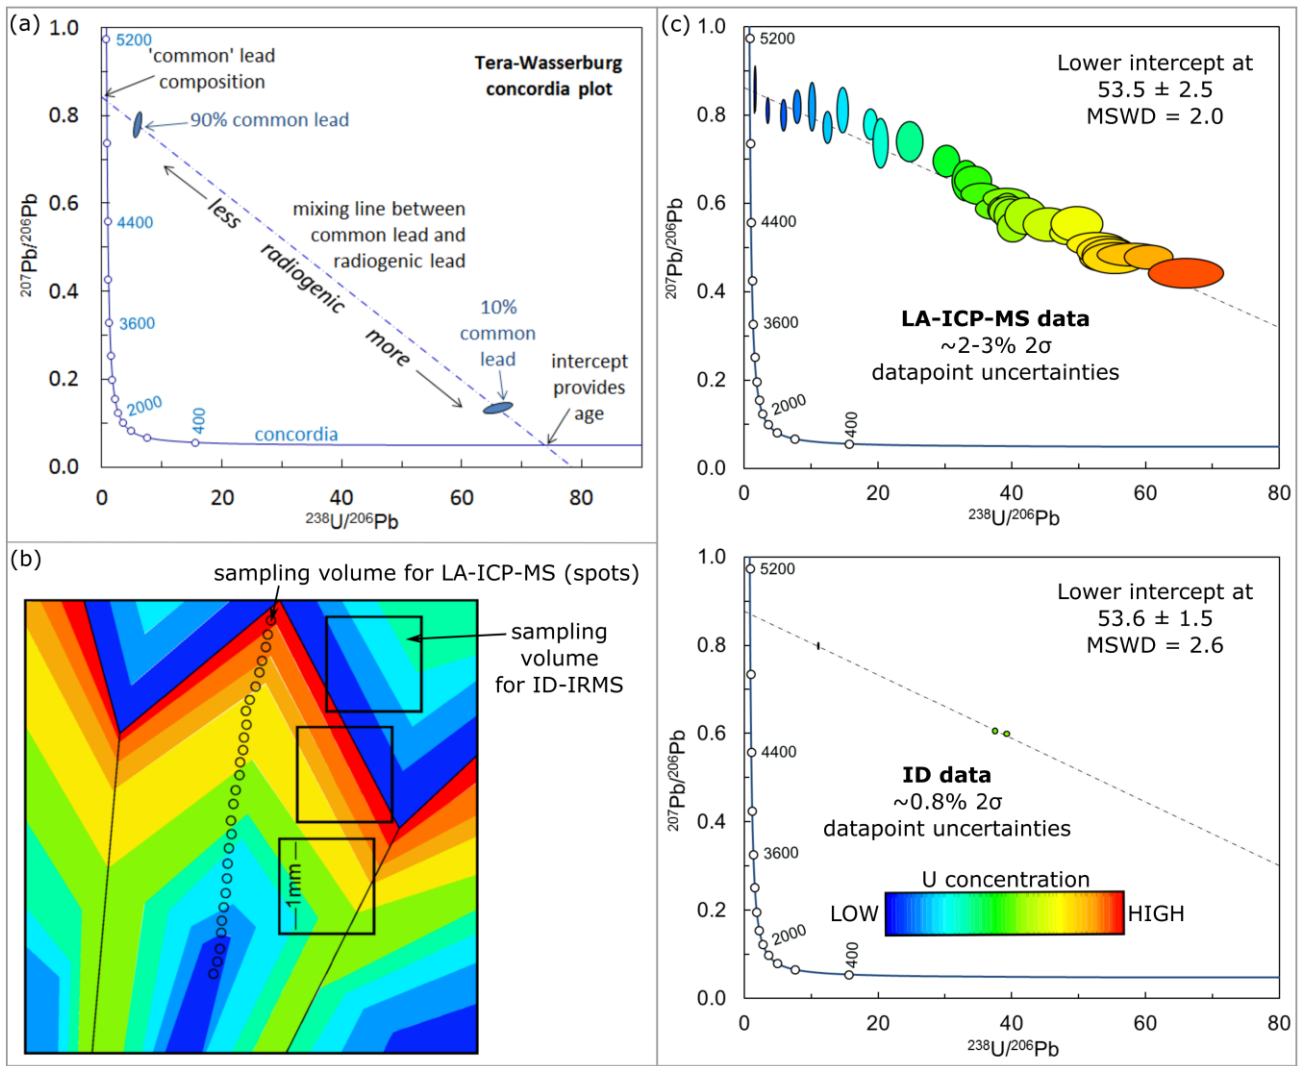 (a)
1.0
0.8
0.6
0.4
0.2
0.0
207Pb/206Pb
5200
4400
3600
2000
400
'common' lead
composition
Tera-Wasserburg
concordia plot
90% common lead
less
radiogenic
more
mixing line between
common lead and
radiogenic lead
10%
common
lead
intercept
provides
age
concordia
0
20
40
60
80
238U/206Pb
(b)
sampling volume for LA-ICP-MS (spots)
sampling
volume
for ID-IRMS
1mm
(c)
1.0
0.8
0.6
0.4
0.2
0.0
207Pb/206Pb
5200
4400
3600
2000
400
Lower intercept at
53.5 ± 2.5
MSWD = 2.0
LA-ICP-MS data
~2-3% 2σ
datapoint uncertainties
0
20
40
60
80
238U/206Pb
1.0
0.8
0.6
0.4
0.2
0.0
207Pb/206Pb
5200
4400
3600
2000
400
Lower intercept at
53.6 ± 1.5
MSWD = 2.6
ID data
~0.8% 2σ
datapoint uncertainties
U concentration
LOW
HIGH
0
20
40
60
80
238U/206Pb